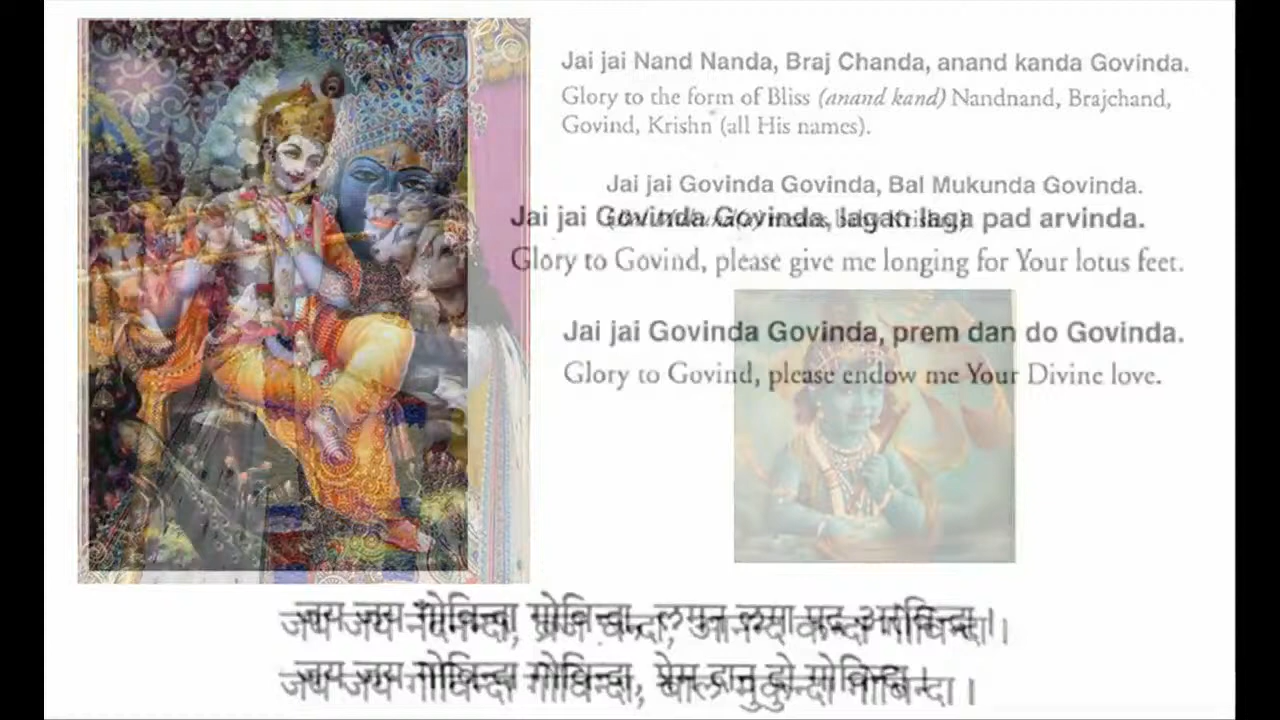 Jai jai Nand Nanda, Braj Chanda, anand kanda Govinda.
Glory to the form of Bliss (anand kand) Nandnand, Brajchand,
Govind, Krishn (all His names).
Jai jai Govinda Govinda, Bal Mukunda Govinda.
Jai jai Govinda Govinda, lagan laga pad arvinda.
Glory to Govind, please give me longing for Your lotus feet.
Jai jai Govinda Govinda, prem dan do Govinda.
Glory to Govind, please endow me Your Divine love.
जय जय गोविन्दा गोविन्दा, लगन लगा पद अरविन्दा।
जय जय गोविन्दा गोविन्दा, प्रेम दान दो गोविन्दा।
जय जय गोविन्दा गोविन्दा, बाल मुकुन्दा गोविन्दा।